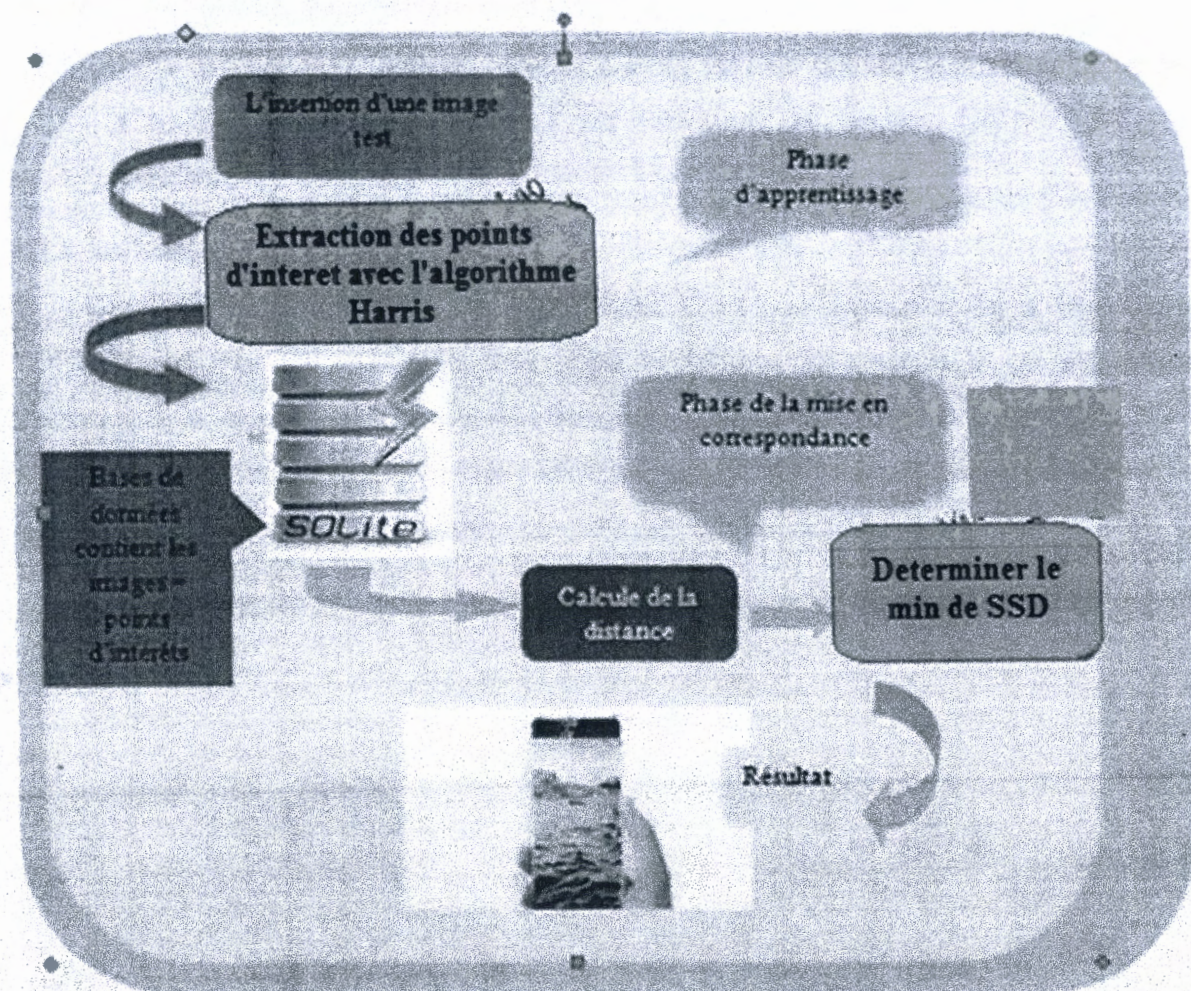 L'insertion d'une image
test
Phase
d'apprentissage
Extraction des points
d'interet avec l'algorithme
Harris
Phase de la mise en
correspondance
SQLite
Bases de
données
contient les
images
points
d'intérêts
Calcule de la
distance
Determiner le
min de SSD
Résultat